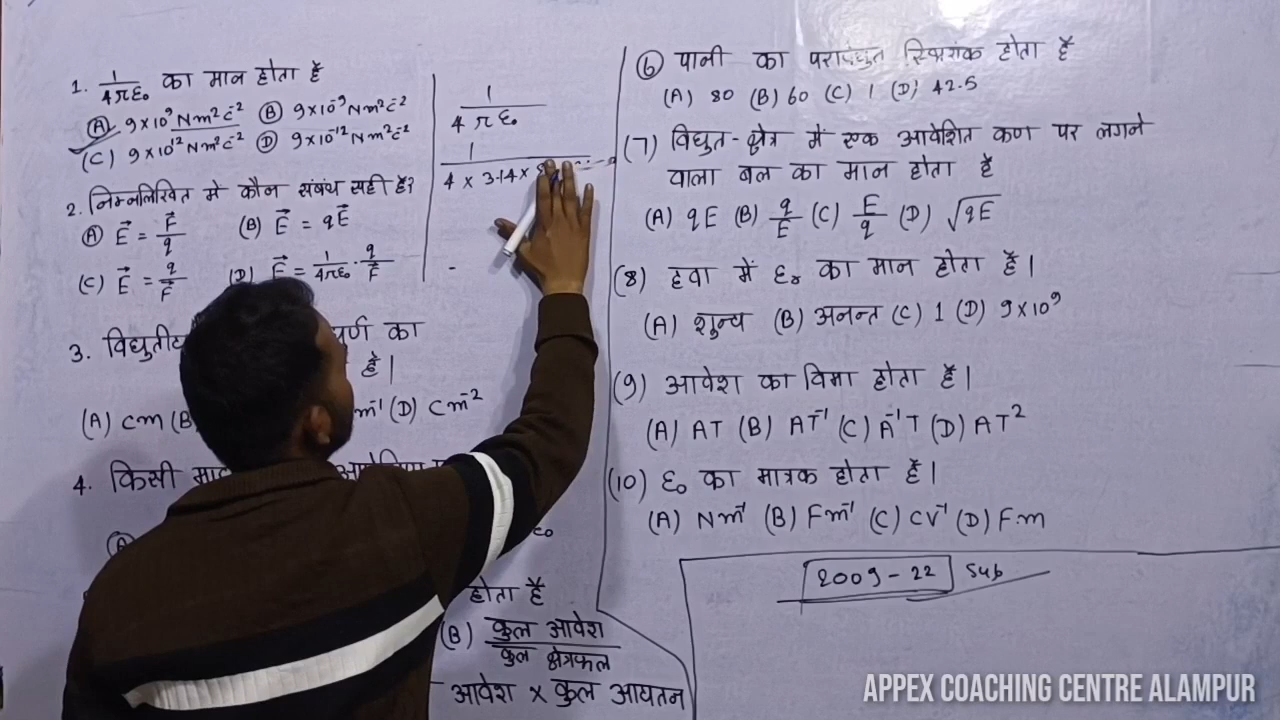 1. 1/4πε₀ का मान होता है
(A) 9×10⁹ Nm²C⁻² (B) 9×10⁻⁹ Nm²C⁻²
(C) 9×10¹² Nm²C⁻² (D) 9×10⁻¹² Nm²C⁻²
2. निम्नलिखित में कौन संबंध सही है?
(A) E⃗ = F⃗/q (B) E⃗ = qE⃗
(C) E⃗ = q/F⃗ (D) E⃗ = 1/4πε₀ · q/F⃗
3. विधुतीय का
है|
(A) cm (B m⁻¹ (D) Cm⁻²
4. किसी
(A)
होता है
(B) कुल आवेश/कुल क्षेत्रफल
आवेश × कुल आयतन
1
4πε₀
1
4 × 3.14 ×
(6) पानी का होता है
(A) 80 (B) 60 (C) 1 (D) 42.5
(7) विधुत-क्षेत्र में एक आवेशित कण पर लगने
वाला बल का मान होता है
(A) qE (B) q/E (C) E/q (D) √qE
(8) हवा में εᵣ का मान होता है|
(A) शुन्य (B) अनन्त (C) 1 (D) 9×10⁹
(9) आवेश का विमा होता है|
(A) AT (B) AT⁻¹ (C) A⁻¹T (D) AT²
(10) ε₀ का मात्रक होता है|
(A) Nm⁻¹ (B) Fm⁻¹ (C) CV⁻¹ (D) F.m
2009-22 Sub
APPEX COACHING CENTRE ALAMPUR